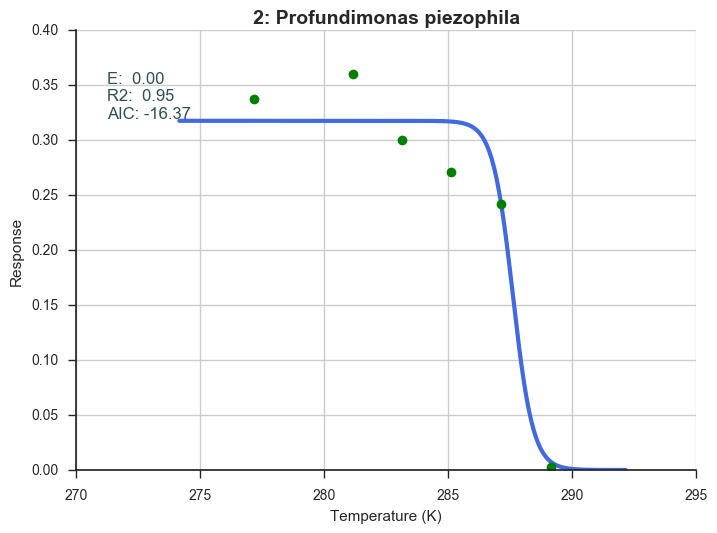 2: Profundimonas piezophila
E: 0.00
R2: 0.95
AIC: -16.37
Response
0.40
0.35
0.30
0.25
0.20
0.15
0.10
0.05
0.00
270 275 280 285 290 295
Temperature (K)